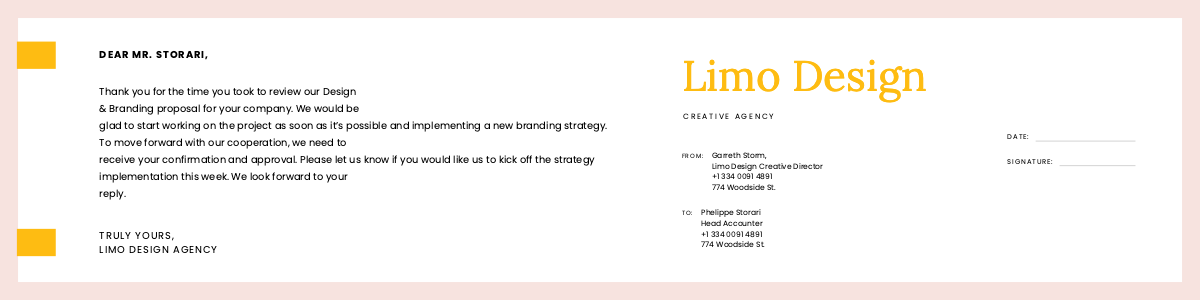 DEAR MR. STORARI,
Thank you for the time you took to review our Design
& Branding proposal for your company. We would be
glad to start working on the project as soon as it's possible and implementing a new branding strategy.
To move forward with our cooperation, we need to
receive your confirmation and approval. Please let us know if you would like us to kick off the strategy
implementation this week. We look forward to your
reply.
TRULY YOURS,
LIMO DESIGN AGENCY
Limo Design
CREATIVE AGENCY
FROM: Garreth Storm,
Limo Design Creative Director
+1 334 0091 4891
774 Woodside St.
TO: Phelippe Storari
Head Accounter
+1 334 0091 4891
774 Woodside St.
DATE:
SIGNATURE: